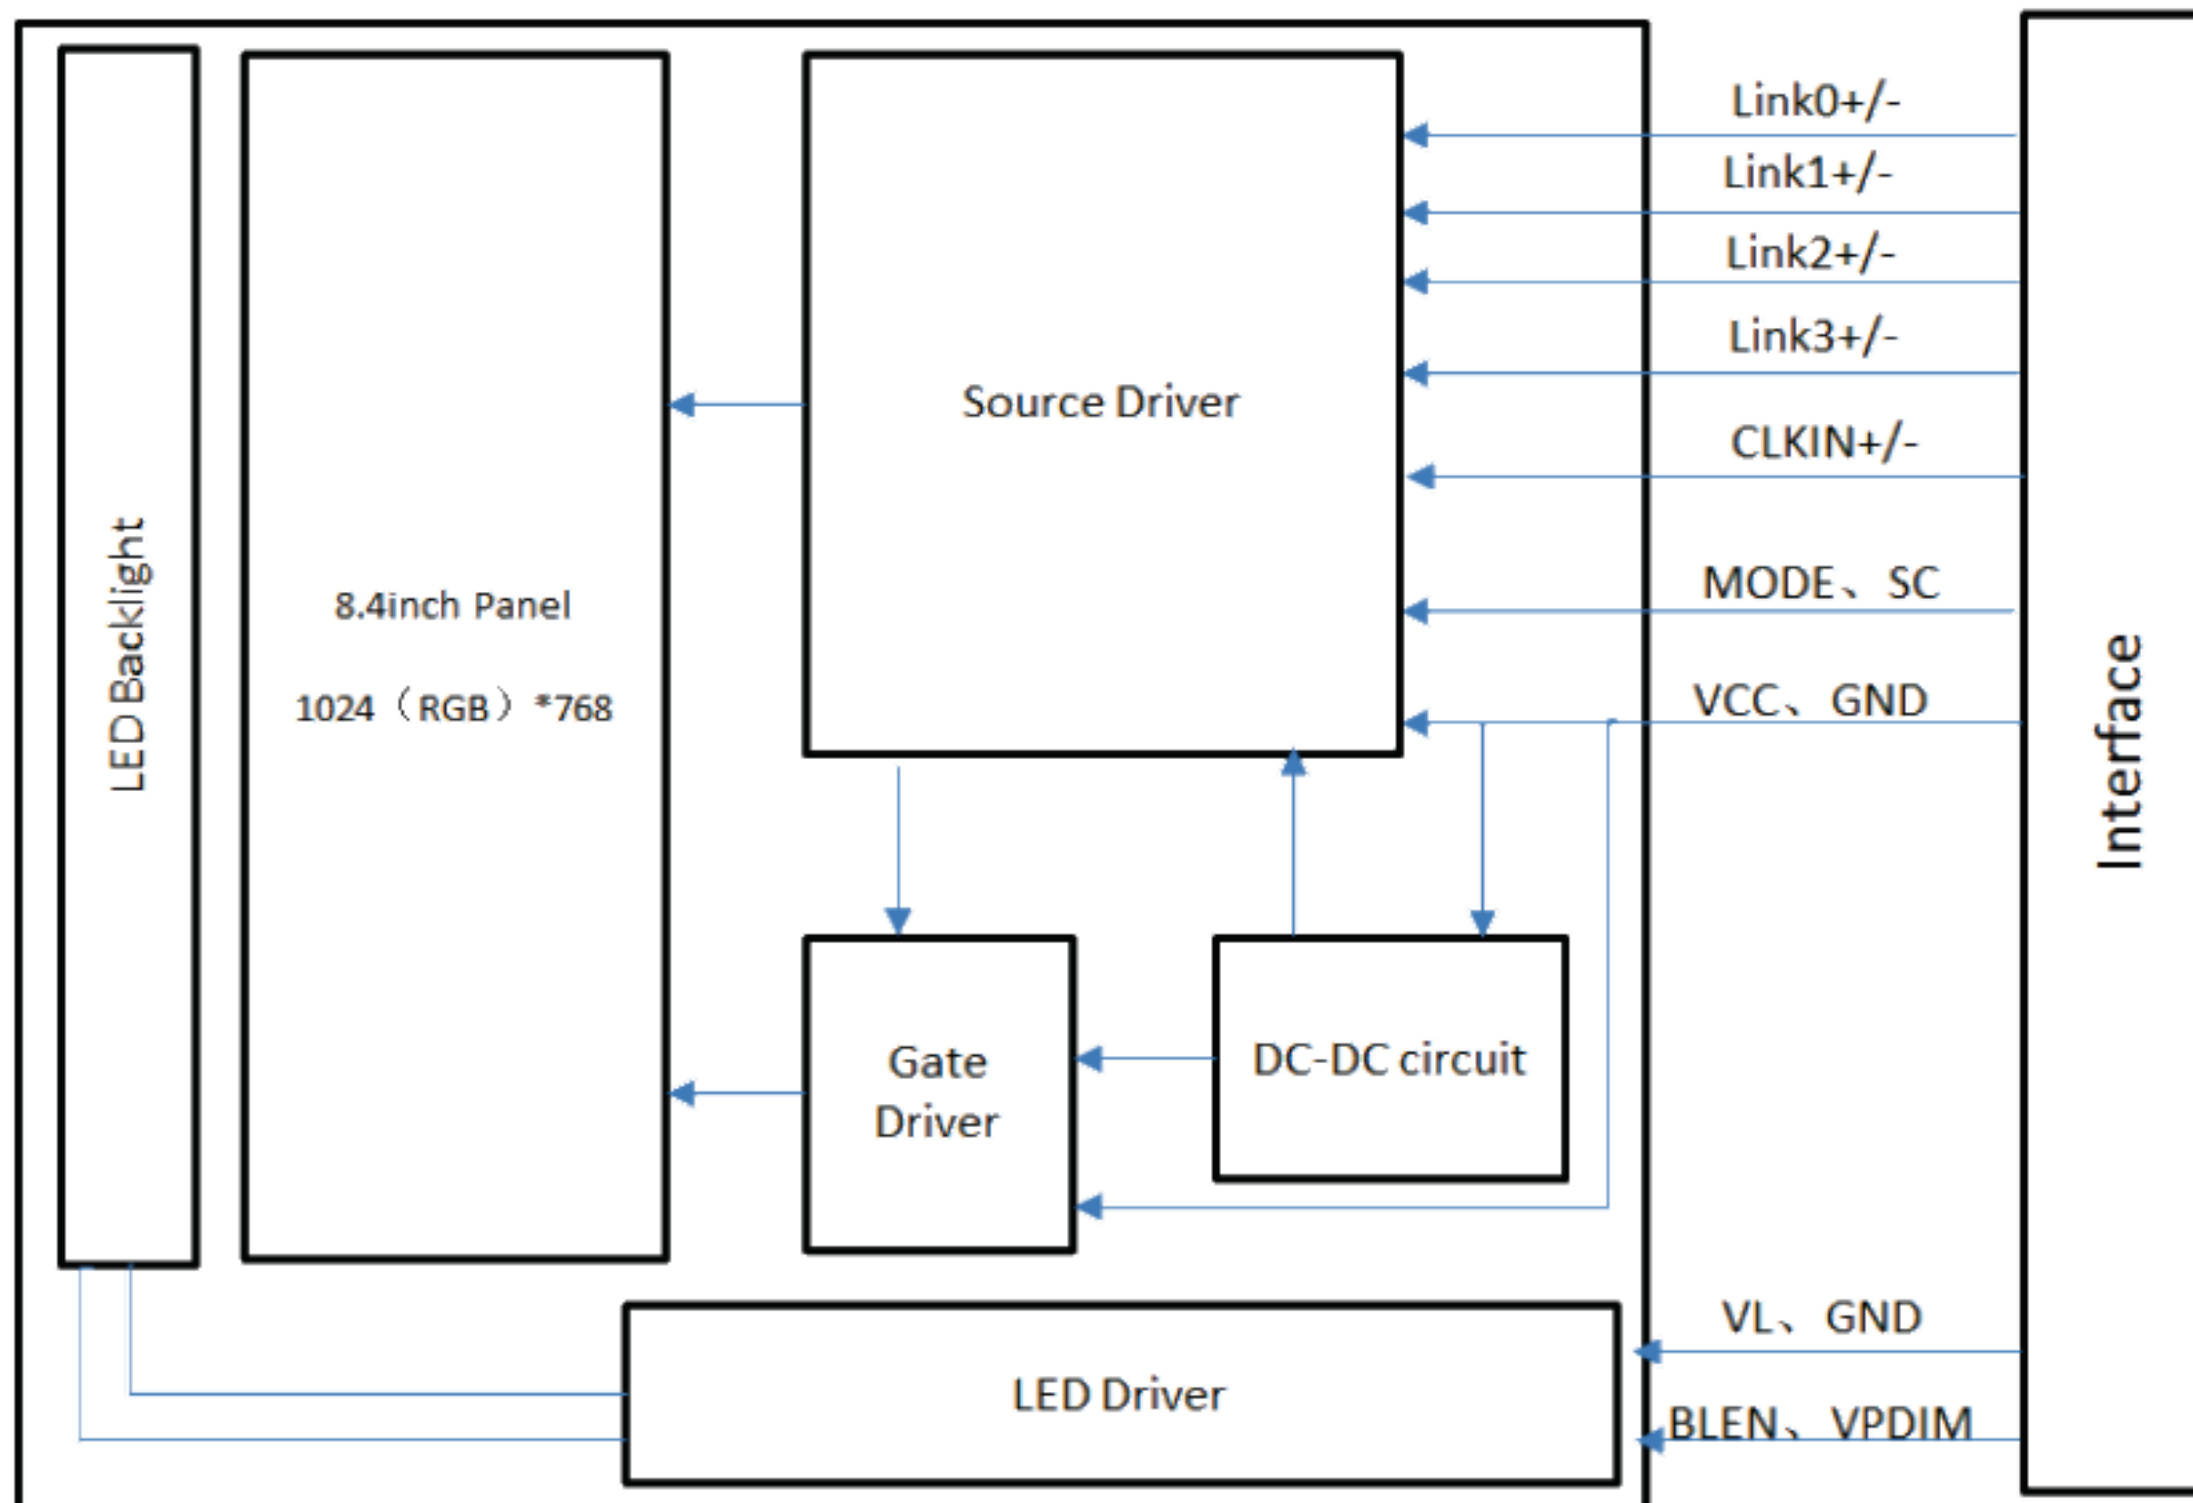 Link0+/-
Link1+/-
Link2+/-
Link3+/-
Source Driver
CLKIN+/-
LED Backlight
8.4inch Panel
1024（RGB）*768
MODE、SC
VCC、GND
Interface
Gate
Driver
DC-DC circuit
VL、GND
LED Driver
BLEN、VPDIM